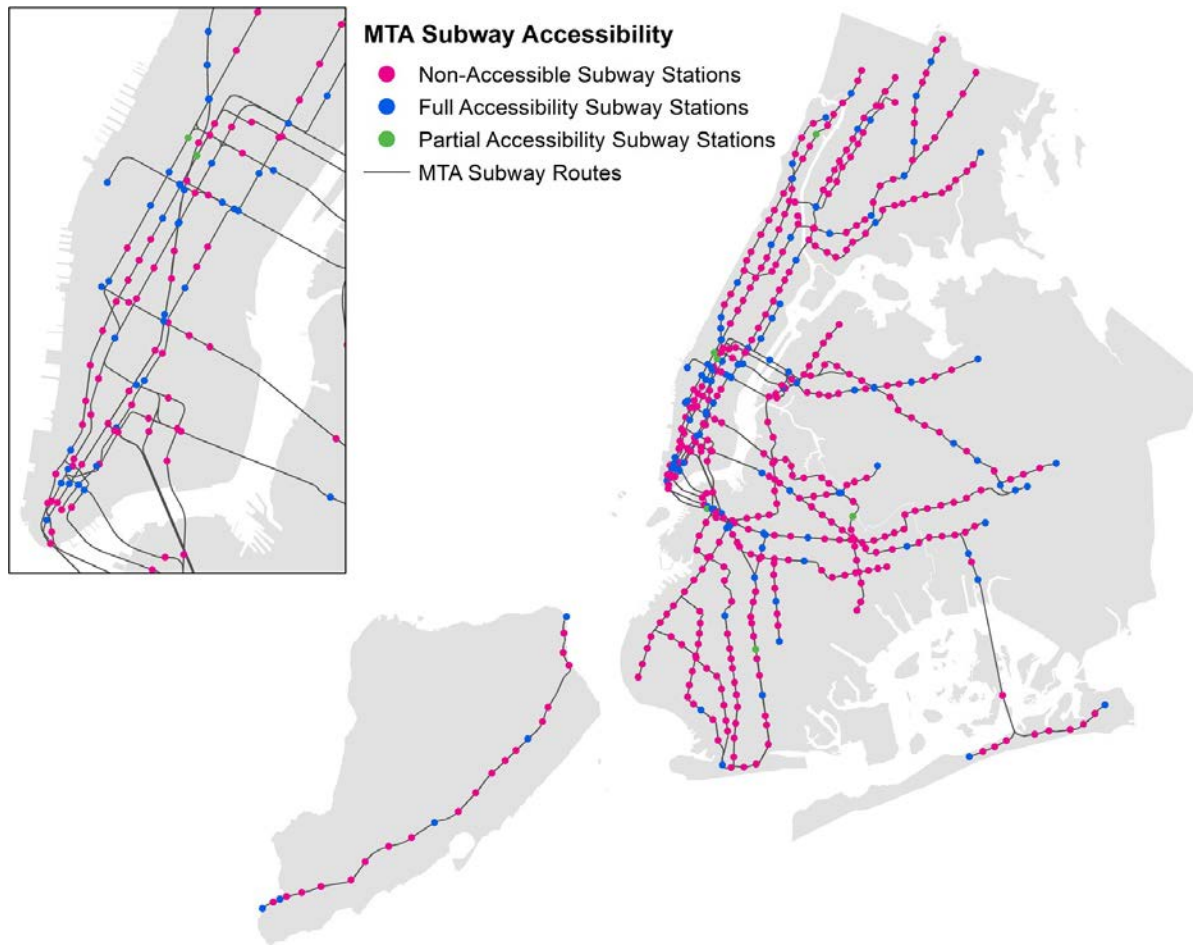 MTA Subway Accessibility
Non-Accessible Subway Stations
Full Accessibility Subway Stations
Partial Accessibility Subway Stations
MTA Subway Routes